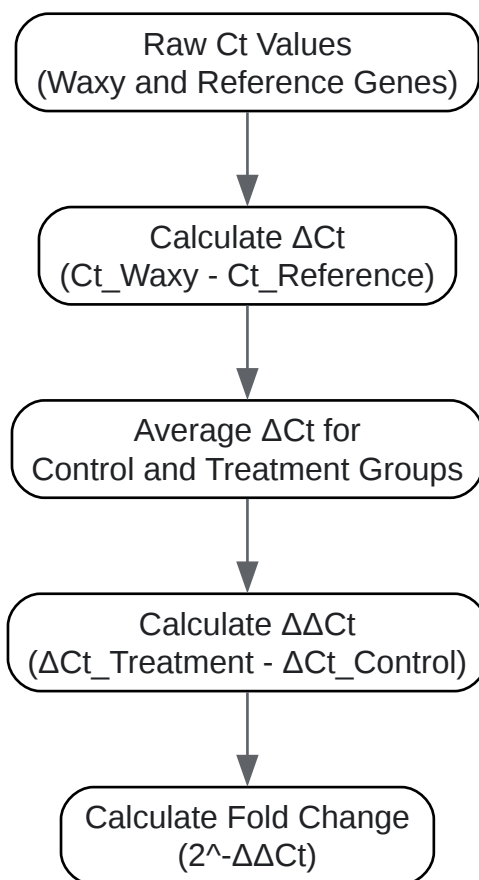 Raw Ct Values
(Waxy and Reference Genes)
Calculate ΔCt
(Ct_Waxy - Ct_Reference)
Average ΔCt for
Control and Treatment Groups
Calculate ΔΔCt
(ΔCt_Treatment - ΔCt_Control)
Calculate Fold Change
(2^-ΔΔCt)